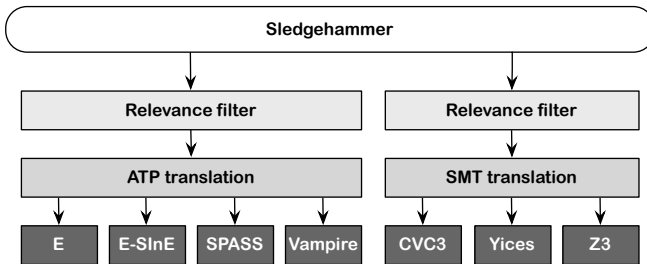 Sledgehammer
Relevance filter Relevance filter
ATP translation SMT translation
E E-SInE SPASS Vampire CVC3 Yices Z3